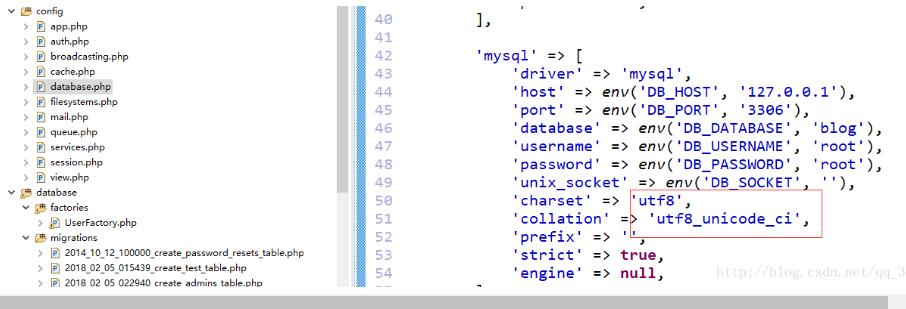 config
app.php
auth.php
broadcasting.php
cache.php
database.php
filesystems.php
mail.php
queue.php
services.php
session.php
view.php
database
factories
UserFactory.php
migrations
2014_10_12_100000_create_password_resets_table.php
2018_02_05_015439_create_test_table.php
2018_02_05_022940_create_admins_table.php
40 ],
41
42 'mysql' => [
43 'driver' => 'mysql',
44 'host' => env('DB_HOST', '127.0.0.1'),
45 'port' => env('DB_PORT', '3306'),
46 'database' => env('DB_DATABASE', 'blog'),
47 'username' => env('DB_USERNAME', 'root'),
48 'password' => env('DB_PASSWORD', 'root'),
49 'unix_socket' => env('DB_SOCKET', ''),
50 'charset' => 'utf8',
51 'collation' => 'utf8_unicode_ci',
52 'prefix' => '',
53 'strict' => true,
54 'engine' => null,
http://blog.csdn.net/qq_3